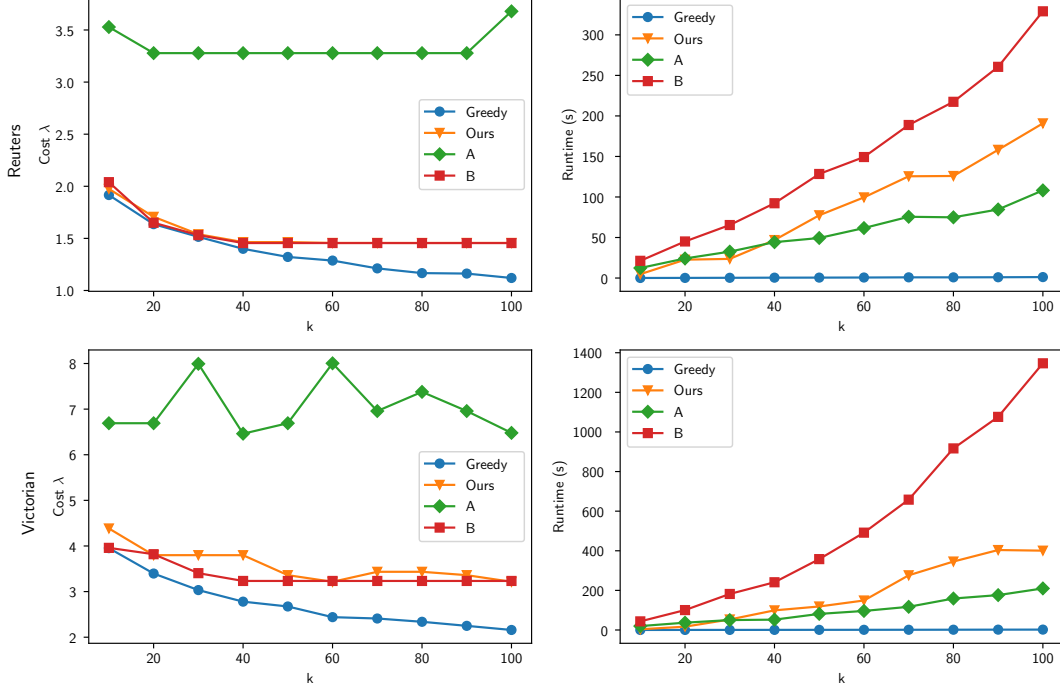 Reuters
Cost λ
3.5
3.0
2.5
2.0
1.5
1.0
20
40
60
80
100
k
Greedy
Ours
A
B
Runtime (s)
300
250
200
150
100
50
0
20
40
60
80
100
k
Greedy
Ours
A
B
Victorian
Cost λ
8
7
6
5
4
3
2
20
40
60
80
100
k
Greedy
Ours
A
B
Runtime (s)
1400
1200
1000
800
600
400
200
0
20
40
60
80
100
k
Greedy
Ours
A
B